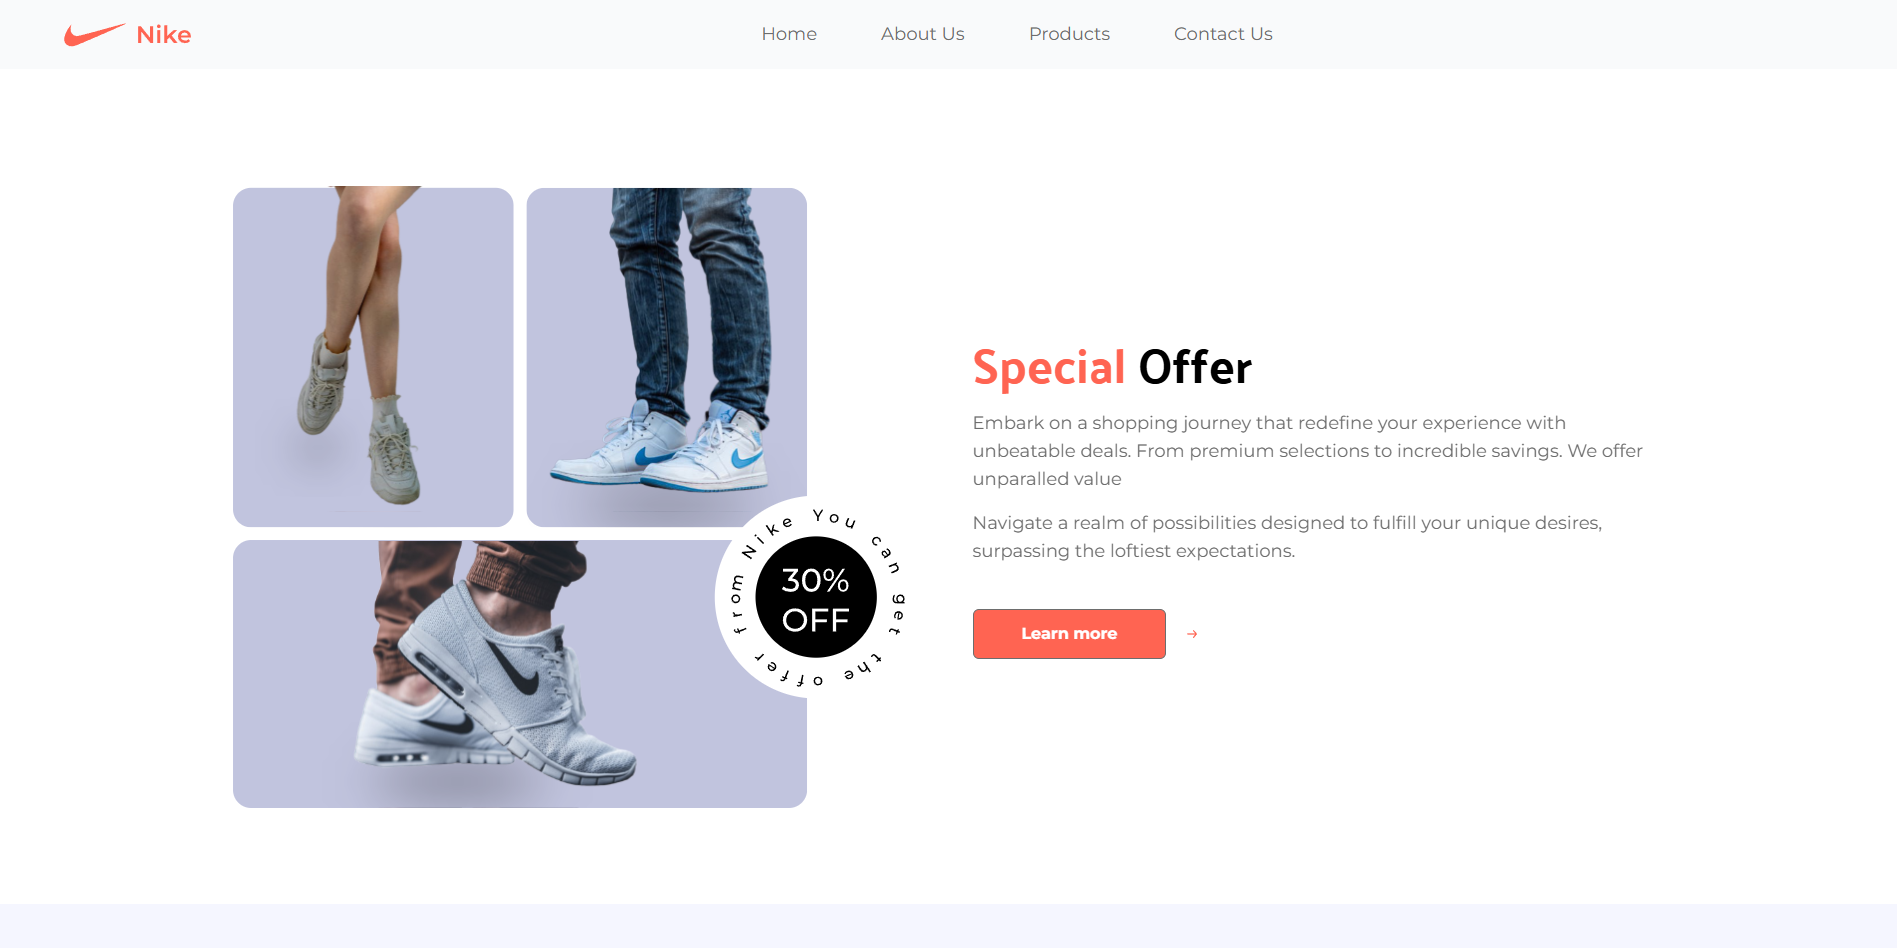 Nike
Home
About Us
Products
Contact Us
You can get the offer from Nike
30%
OFF
Special Offer
Embark on a shopping journey that redefine your experience with
unbeatable deals. From premium selections to incredible savings. We offer
unparalled value
Navigate a realm of possibilities designed to fulfill your unique desires,
surpassing the loftiest expectations.
Learn more →